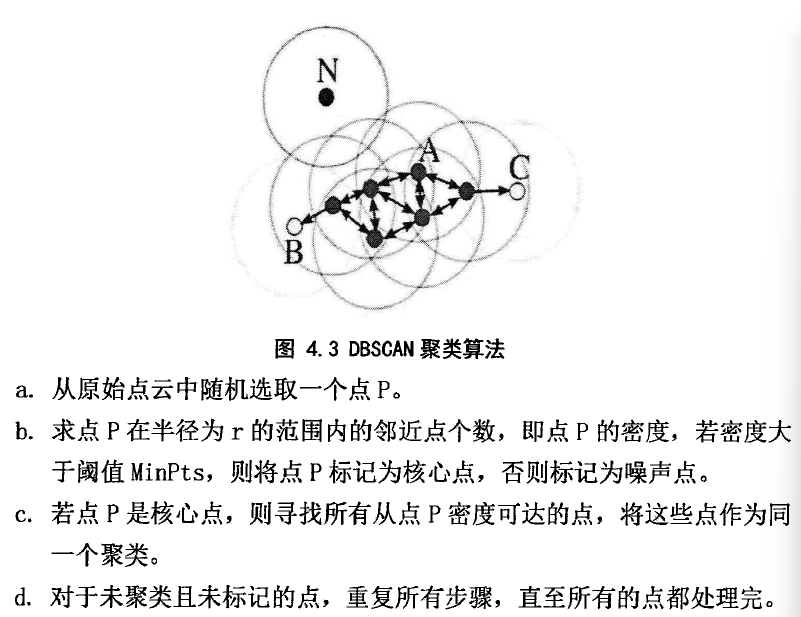 N
A
C
B
图 4.3 DBSCAN 聚类算法
a. 从原始点云中随机选取一个点 P。
b. 求点 P 在半径为 r 的范围内的邻近点个数，即点 P 的密度，若密度大
于阈值 MinPts，则将点 P 标记为核心点，否则标记为噪声点。
c. 若点 P 是核心点，则寻找所有从点 P 密度可达的点，将这些点作为同
一个聚类。
d. 对于未聚类且未标记的点，重复所有步骤，直至所有的点都处理完。